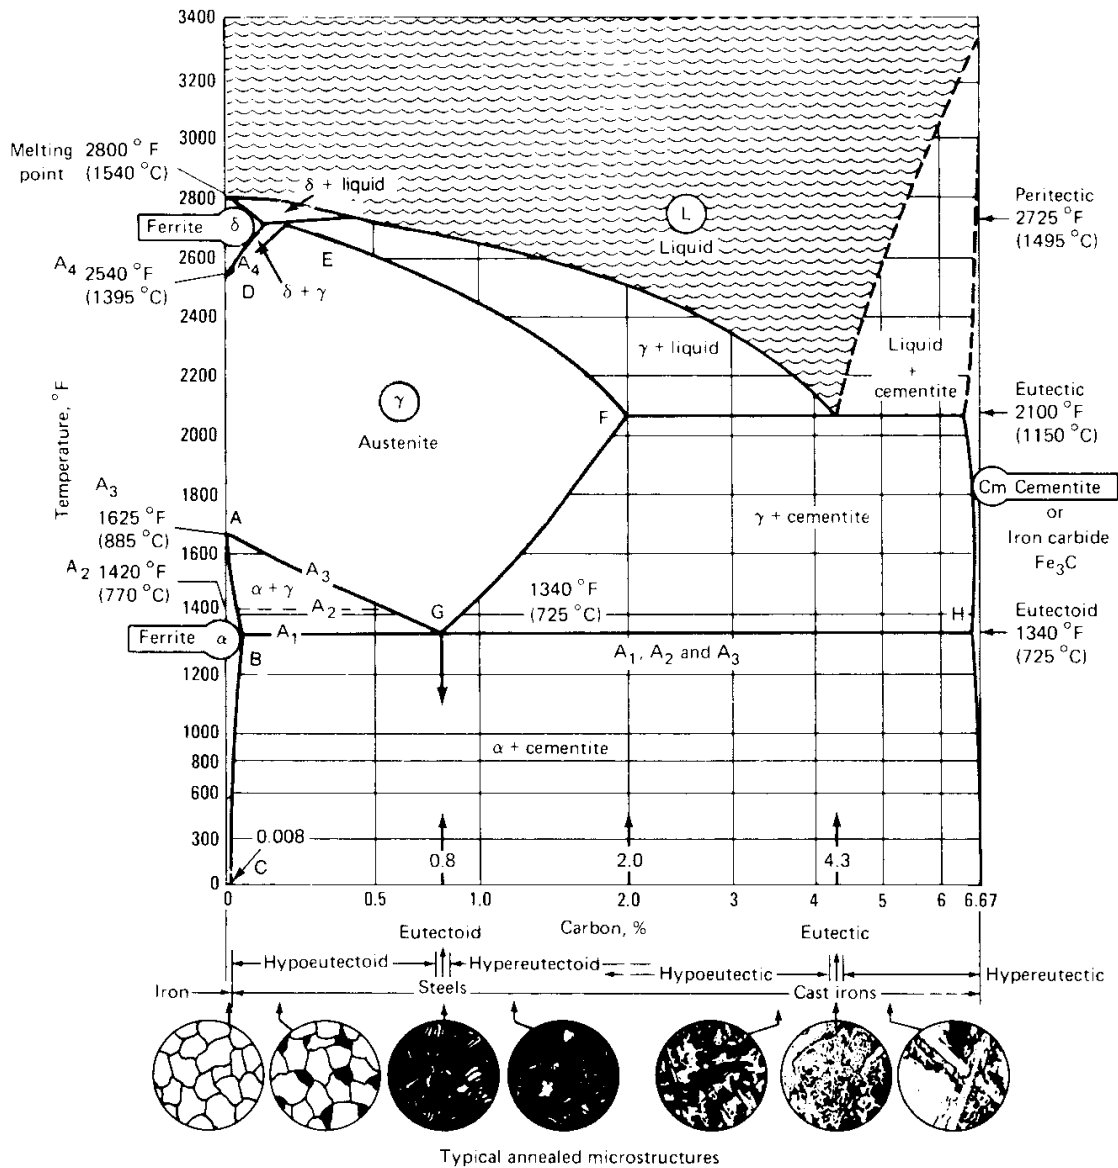 3400
3200
3000
Melting point
2800 °F
(1540 °C)
2800
δ + liquid
L
Liquid
Peritectic
2725 °F
(1495 °C)
Ferrite δ
2600
A4
2540 °F
(1395 °C)
A4
D
δ + γ
E
2400
γ + liquid
Liquid
+
cementite
2200
Eutectic
2100 °F
(1150 °C)
γ
Austenite
F
2000
Temperature, °F
1800
Cm Cementite
or
Iron carbide
Fe3C
γ + cementite
A3
1625 °F
(885 °C)
A
1600
A3
A2 1420 °F
(770 °C)
α + γ
A2
1400
G
1340 °F
(725 °C)
H
Eutectoid
1340 °F
(725 °C)
Ferrite α
A1
B
A1, A2 and A3
1200
1000
α + cementite
800
600
300
0.008
C
0.8
2.0
4.3
0
0
0.5
1.0
2.0
3
4
5
6
6.67
Carbon, %
Eutectoid
Eutectic
Hypoeutectoid
Hypereutectoid
Hypoeutectic
Hypereutectic
Iron
Steels
Cast irons
Typical annealed microstructures